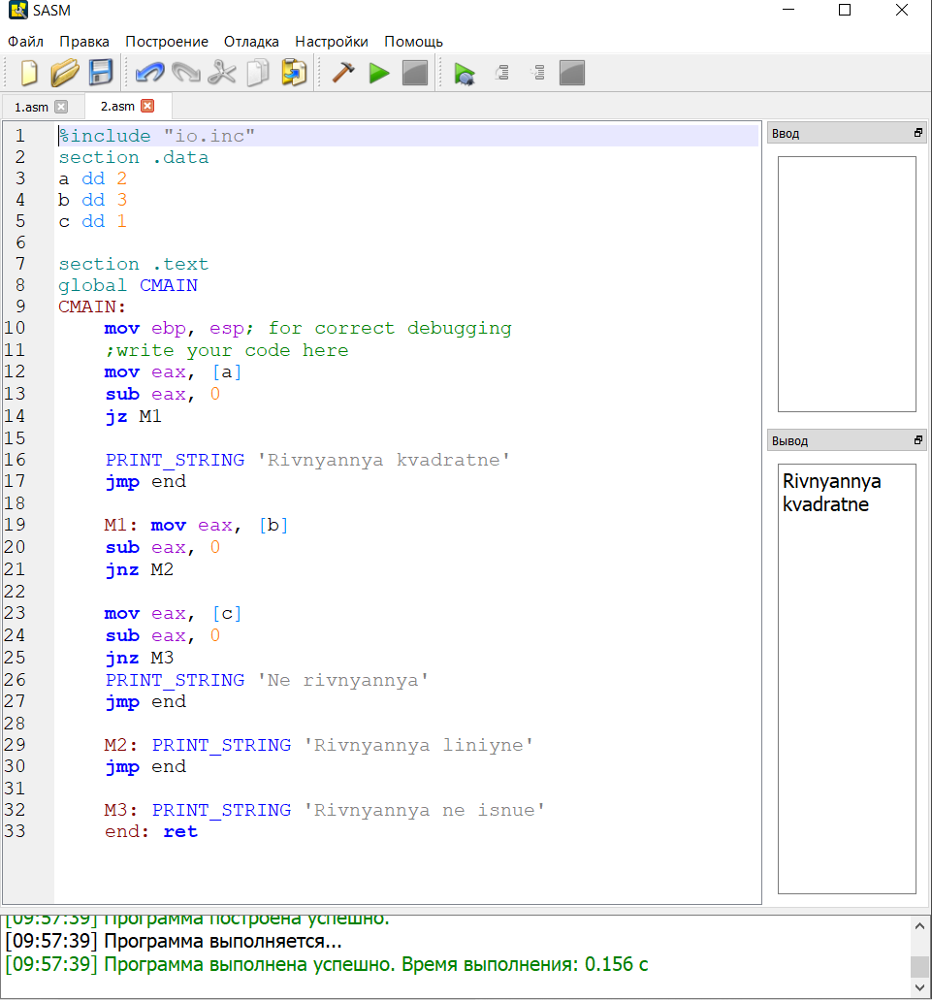 SASM
Файл Правка Построение Отладка Настройки Помощь
1.asm 2.asm
1 %include "io.inc"
2 section .data
3 a dd 2
4 b dd 3
5 c dd 1
6
7 section .text
8 global CMAIN
9 CMAIN:
10 mov ebp, esp; for correct debugging
11 ;write your code here
12 mov eax, [a]
13 sub eax, 0
14 jz M1
15
16 PRINT_STRING 'Rivnyannya kvadratne'
17 jmp end
18
19 M1: mov eax, [b]
20 sub eax, 0
21 jnz M2
22
23 mov eax, [c]
24 sub eax, 0
25 jnz M3
26 PRINT_STRING 'Ne rivnyannya'
27 jmp end
28
29 M2: PRINT_STRING 'Rivnyannya liniyne'
30 jmp end
31
32 M3: PRINT_STRING 'Rivnyannya ne isnue'
33 end: ret
Ввод
Вывод
Rivnyannya
kvadratne
[09:57:39] Программа построена успешно.
[09:57:39] Программа выполняется...
[09:57:39] Программа выполнена успешно. Время выполнения: 0.156 с